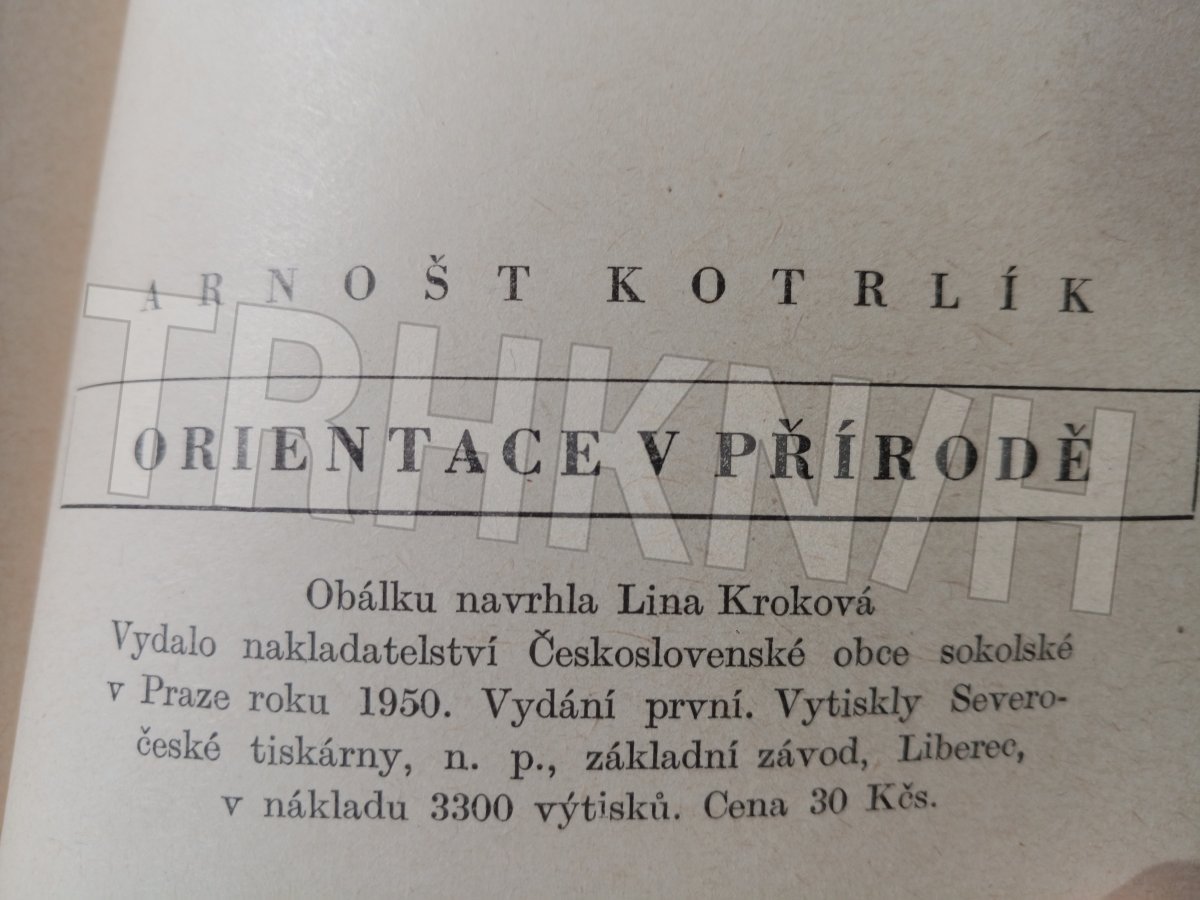 ARNOŠT KOTRLÍK
TRHKNIH
ORIENTACE V PŘÍRODĚ
Obálku navrhla Lina Kroková
Vydalo nakladatelství Československé obce sokolské
v Praze roku 1950. Vydání první. Vytiskly Severo-
české tiskárny, n. p., základní závod, Liberec,
v nákladu 3300 výtisků. Cena 30 Kčs.